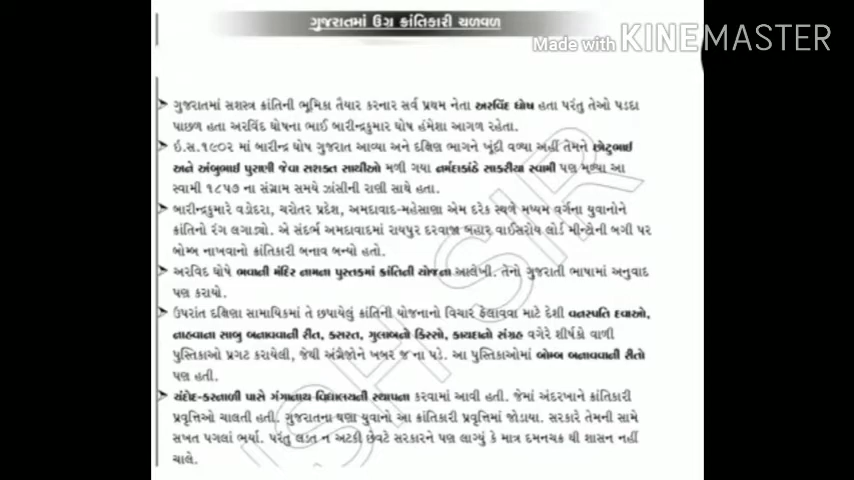 ગુજરાતમાં ઉગ્ર ક્રાંતિકારી ચળવળ
Made with KINEMASTER
➤ ગુજરાતમાં સશસ્ત્ર ક્રાંતિની ભૂમિકા તૈયાર કરનાર સર્વ પ્રથમ નેતા અરવિંદ ઘોષ હતા પરંતુ તેઓ પડદા
પાછળ હતા અરવિંદ ઘોષના ભાઈ બારીન્દ્રકુમાર ઘોષ હંમેશા આગળ રહેતા.
➤ ઇ.સ.૧૯૦૨ માં બારીન્દ્ર ઘોષ ગુજરાત આવ્યા અને દક્ષિણ ભાગને ખૂંદી વળ્યા અહીં તેમને છોટુભાઈ
અને અંબુભાઈ પુરાણી જેવા સશક્ત સાથીઓ મળી ગયા નર્મદાકાંઠે સાકરીયા સ્વામી પણ મળ્યા આ
સ્વામી ૧૮૫૭ ના સંગ્રામ સમયે ઝાંસીની રાણી સાથે હતા.
➤ બારીન્દ્રકુમારે વડોદરા, ચરોતર પ્રદેશ, અમદાવાદ-મહેસાણા એમ દરેક સ્થળે મધ્યમ વર્ગના યુવાનોને
ક્રાંતિનો રંગ લગાડ્યો. એ સંદર્ભ અમદાવાદમાં રાયપુર દરવાજા બહાર વાઈસરોય લોર્ડ મીન્ટોની બગી પર
બોમ્બ નાખવાનો ક્રાંતિકારી બનાવ બન્યો હતો.
➤ અરવિંદ ઘોષે ભવાની મંદિર નામના પુસ્તકમાં ક્રાંતિની યોજના આલેખી. તેનો ગુજરાતી ભાષામાં અનુવાદ
પણ કરાયો.
➤ ઉપરાંત દક્ષિણા સામાયિકમાં તે છપાયેલું ક્રાંતિની યોજનાનો વિચાર ફેલાવવા માટે દેશી વનસ્પતિ દવાઓ,
નાહવાના સાબુ બનાવવાની રીત, કસરત, ગુલાબનો કિસ્સો, કાયદાનો સંગ્રહ વગેરે શીર્ષકો વાળી
પુસ્તિકાઓ પ્રગટ કરાયેલી, જેથી અંગ્રેજોને ખબર જ ના પડે. આ પુસ્તિકાઓમાં બોમ્બ બનાવવાની રીતો
પણ હતી.
➤ ચંદોદ-કરનાળી પાસે ગંગાનાથ વિદ્યાલયની સ્થાપના કરવામાં આવી હતી. જેમાં અંદરખાને ક્રાંતિકારી
પ્રવૃત્તિઓ ચાલતી હતી. ગુજરાતના ઘણા યુવાનો આ ક્રાંતિકારી પ્રવૃત્તિમાં જોડાયા. સરકારે તેમની સામે
સખત પગલાં ભર્યા. પરંતુ લડત ન અટકી છેવટે સરકારને પણ લાગ્યું કે માત્ર દમનચક્ર થી શાસન નહીં
ચાલે.